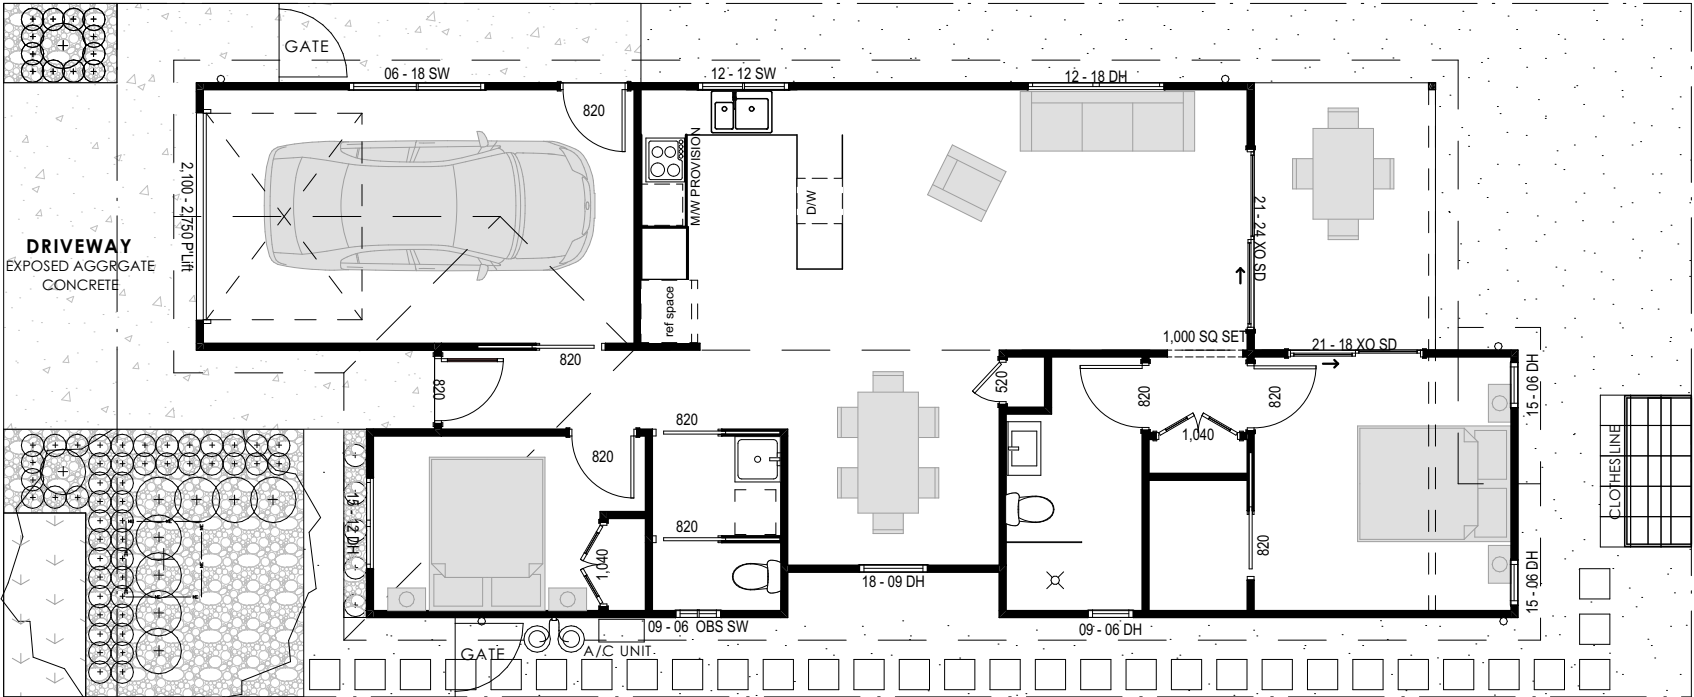 GATE
06 - 18 SW
12 - 12 SW
12 - 18 DH
820
M/W PROVISION
D/W
2,100 - 2,750 P'Lift
DRIVEWAY
EXPOSED AGGRGATE
CONCRETE
21 - 24 XO SD
ref space
1,000 SQ SET
21 - 18 XO SD
820
820
520
820
820
15 - 06 DH
820
1,040
820
CLOTHES LINE
15 - 12 DH
820
820
1,040
18 - 09 DH
15 - 06 DH
09 - 06 OBS SW
09 - 06 DH
GATE
A/C UNIT